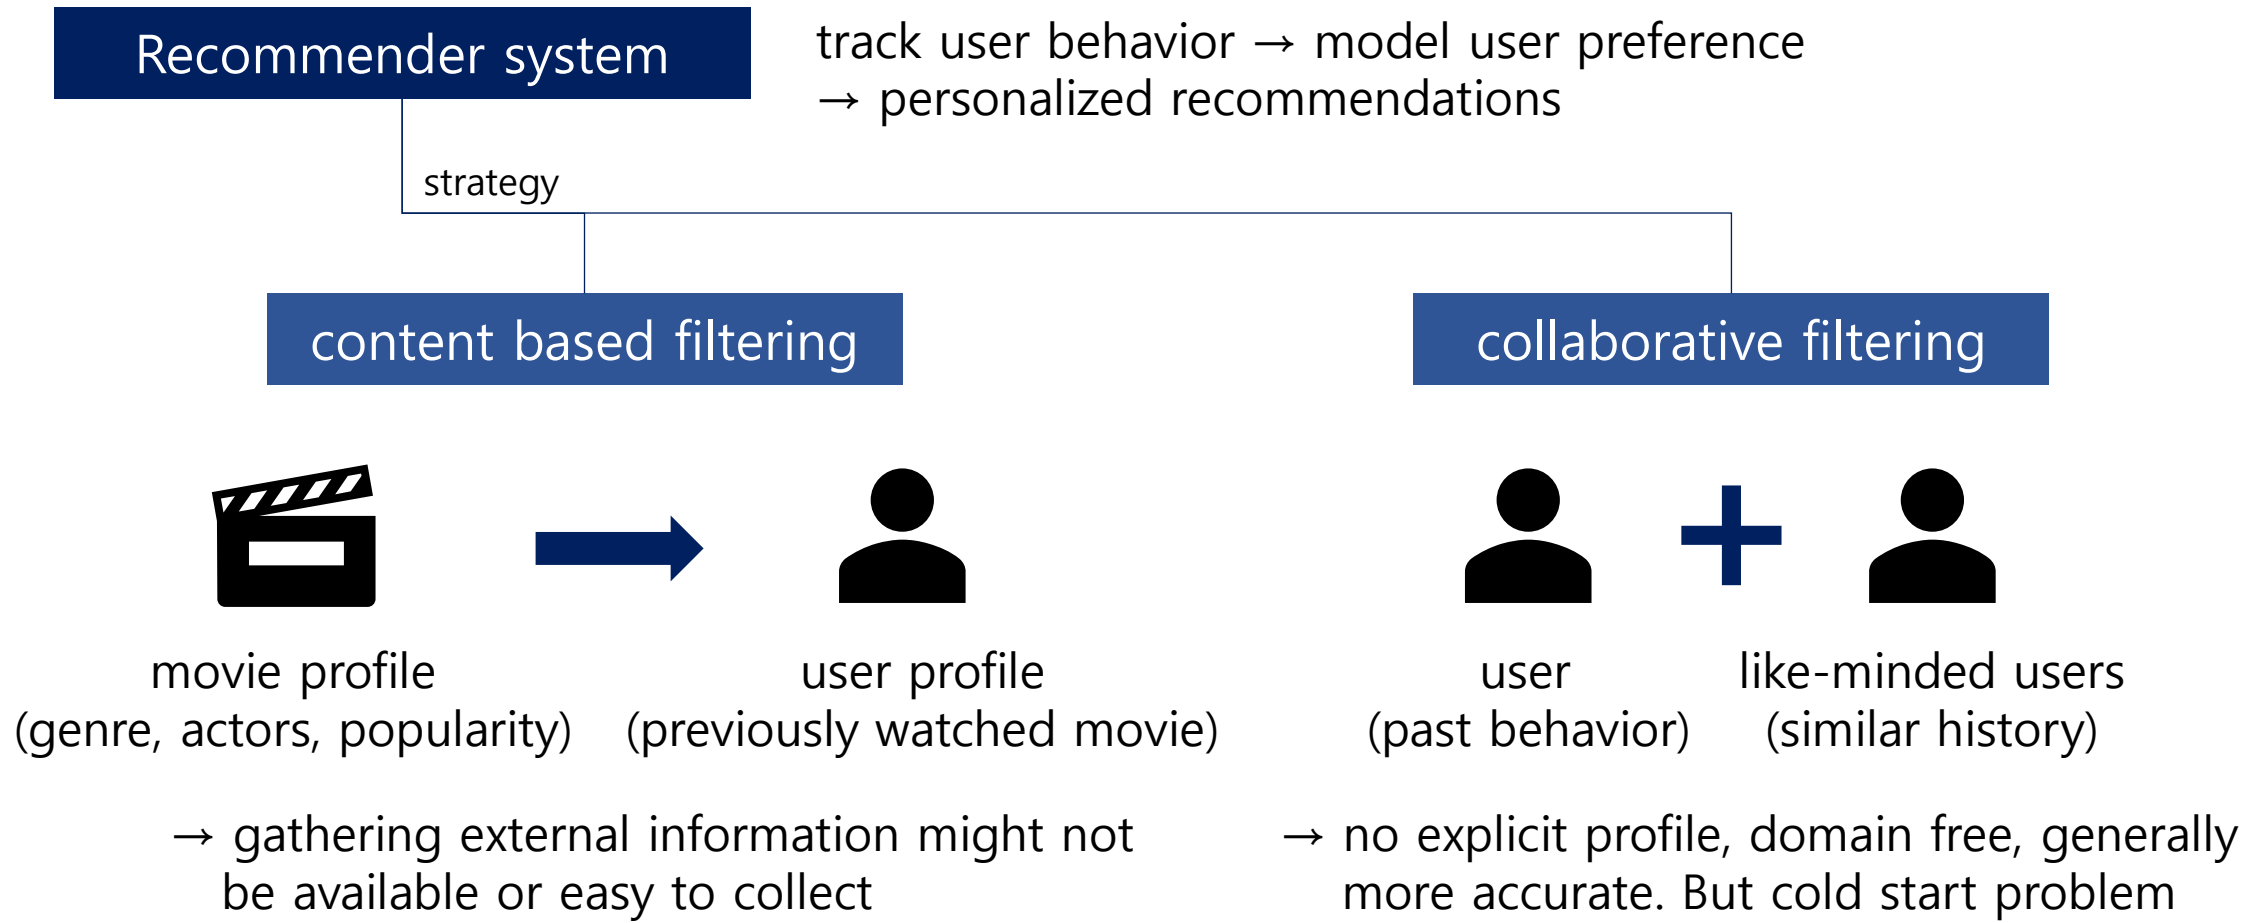 Recommender system
track user behavior → model user preference
→ personalized recommendations
strategy
content based filtering
collaborative filtering
movie profile
(genre, actors, popularity)
user profile
(previously watched movie)
user
(past behavior)
like-minded users
(similar history)
→ gathering external information might not
be available or easy to collect
→ no explicit profile, domain free, generally
more accurate. But cold start problem